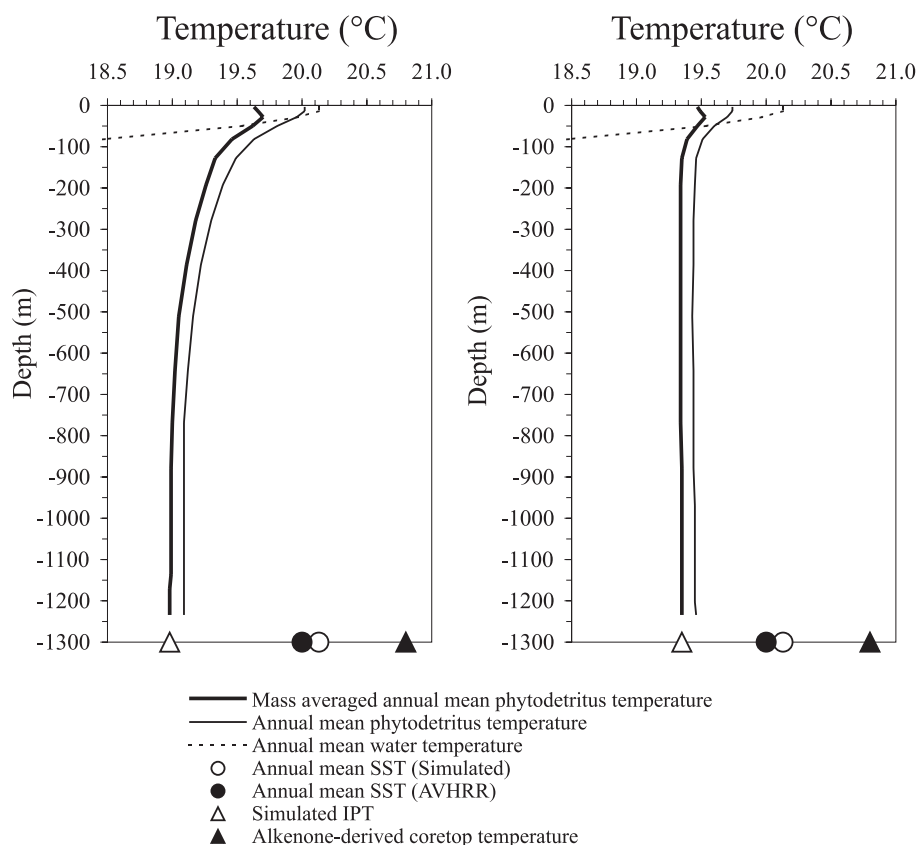 Temperature (°C)
18.5 19.0 19.5 20.0 20.5 21.0
0
-100
-200
-300
-400
-500
-600
-700
-800
-900
-1000
-1100
-1200
-1300
Depth (m)
Temperature (°C)
18.5 19.0 19.5 20.0 20.5 21.0
0
-100
-200
-300
-400
-500
-600
-700
-800
-900
-1000
-1100
-1200
-1300
Depth (m)
Mass averaged annual mean phytodetritus temperature
Annual mean phytodetritus temperature
Annual mean water temperature
Annual mean SST (Simulated)
Annual mean SST (AVHRR)
Simulated IPT
Alkenone-derived coretop temperature